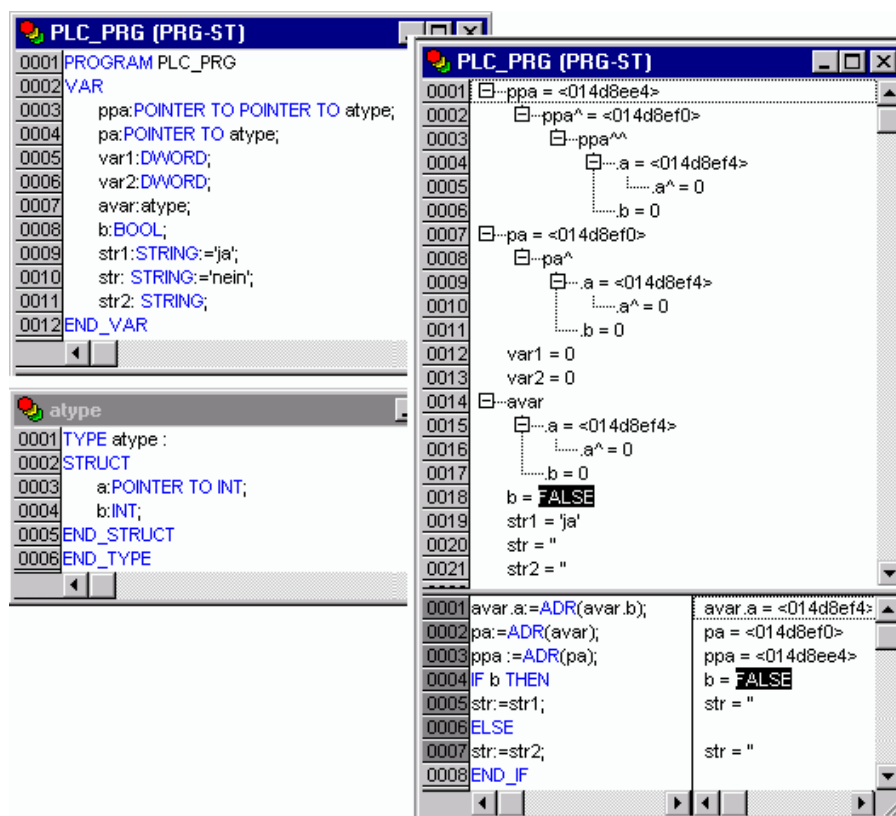 PLC_PRG (PRG-ST)
0001 PROGRAM PLC_PRG
0002 VAR
0003 ppa:POINTER TO POINTER TO atype;
0004 pa:POINTER TO atype;
0005 var1:DWORD;
0006 var2:DWORD;
0007 avar:atype;
0008 b:BOOL;
0009 str1:STRING:='ja';
0010 str: STRING:='nein';
0011 str2: STRING;
0012 END_VAR
atype
0001 TYPE atype :
0002 STRUCT
0003 a:POINTER TO INT;
0004 b:INT;
0005 END_STRUCT
0006 END_TYPE
PLC_PRG (PRG-ST)
0001 ppa = <014d8ee4>
0002 ppa^ = <014d8ef0>
0003 ppa^^
0004 .a = <014d8ef4>
0005 .a^ = 0
0006 .b = 0
0007 pa = <014d8ef0>
0008 pa^
0009 .a = <014d8ef4>
0010 .a^ = 0
0011 .b = 0
0012 var1 = 0
0013 var2 = 0
0014 avar
0015 .a = <014d8ef4>
0016 .a^ = 0
0017 .b = 0
0018 b = FALSE
0019 str1 = 'ja'
0020 str = ''
0021 str2 = ''
0001 avar.a:=ADR(avar.b); avar.a = <014d8ef4>
0002 pa:=ADR(avar); pa = <014d8ef0>
0003 ppa :=ADR(pa); ppa = <014d8ee4>
0004 IF b THEN b = FALSE
0005 str:=str1; str = ''
0006 ELSE
0007 str:=str2; str = ''
0008 END_IF